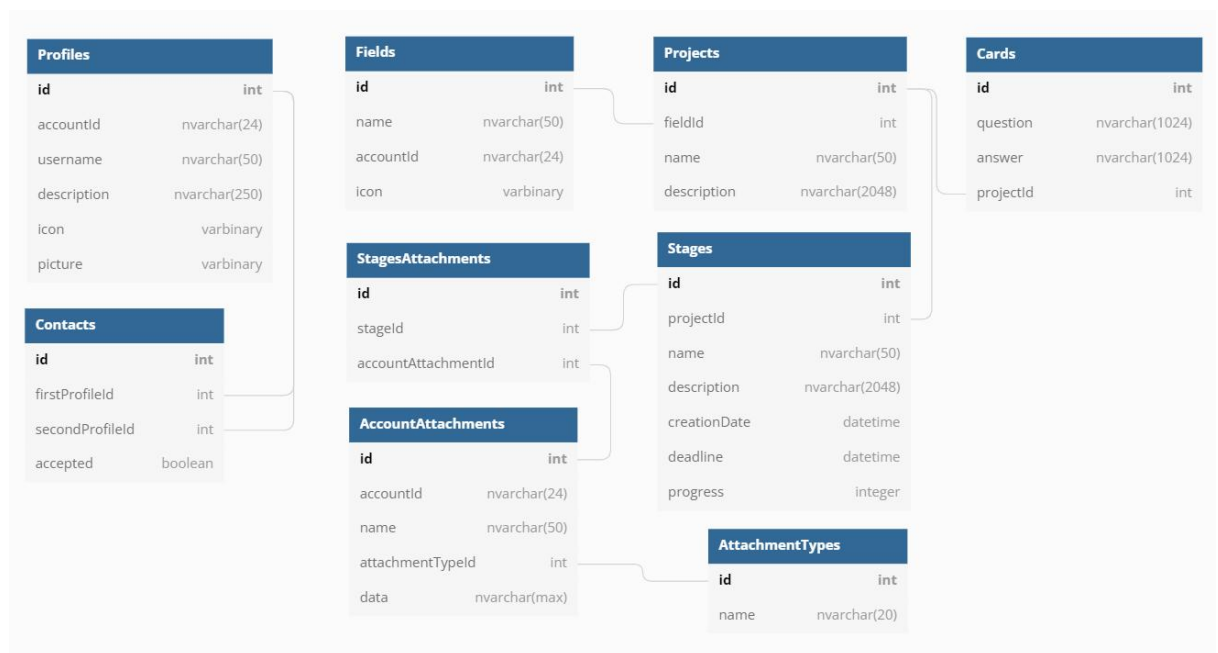 Profiles
id int
accountId nvarchar(24)
username nvarchar(50)
description nvarchar(250)
icon varbinary
picture varbinary
Contacts
id int
firstProfileId int
secondProfileId int
accepted boolean
Fields
id int
name nvarchar(50)
accountId nvarchar(24)
icon varbinary
StagesAttachments
id int
stageId int
accountAttachmentId int
AccountAttachments
id int
accountId nvarchar(24)
name nvarchar(50)
attachmentTypeId int
data nvarchar(max)
Projects
id int
fieldId int
name nvarchar(50)
description nvarchar(2048)
Stages
id int
projectId int
name nvarchar(50)
description nvarchar(2048)
creationDate datetime
deadline datetime
progress integer
AttachmentTypes
id int
name nvarchar(20)
Cards
id int
question nvarchar(1024)
answer nvarchar(1024)
projectId int